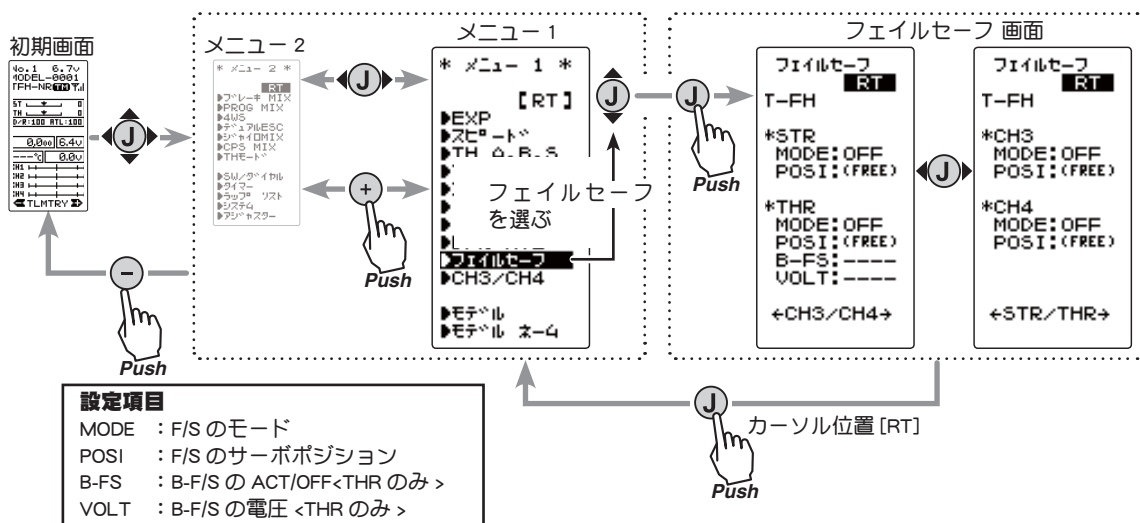 初期画面
No.1 6.7V
MODEL-0001
TFH-NR
ST 0
TH 0
D/R:100 ATL:100
6.4V
---℃ 0.0V
CH1
CH2
CH3
CH4
TLMTRY
J
−
Push
メニュー 2
* メニュー 2 *
RT
▶ブレーキ MIX
▶PROG MIX
▶4WS
▶デュアルESC
▶ジャイロMIX
▶CPS MIX
▶THモード
▶SW/ダイヤル
▶タイマー
▶ラップ リスト
▶システム
▶アジャスター
J
+
Push
メニュー 1
* メニュー 1 *
[RT]
▶EXP
▶スピード
▶TH A.B.S
フェイルセーフ
を選ぶ
▶フェイルセーフ
▶CH3/CH4
▶モデル
▶モデル ネーム
J
J
Push
フェイルセーフ 画面
フェイルセーフ
RT
T-FH
*STR
MODE:OFF
POSI:(FREE)
*THR
MODE:OFF
POSI:(FREE)
B-FS:----
VOLT:----
←CH3/CH4→
J
フェイルセーフ
RT
T-FH
*CH3
MODE:OFF
POSI:(FREE)
*CH4
MODE:OFF
POSI:(FREE)
←STR/THR→
J
カーソル位置 [RT]
Push
設定項目
MODE :F/S のモード
POSI :F/S のサーボポジション
B-FS :B-F/S の ACT/OFF<THR のみ >
VOLT :B-F/S の電圧 <THR のみ >